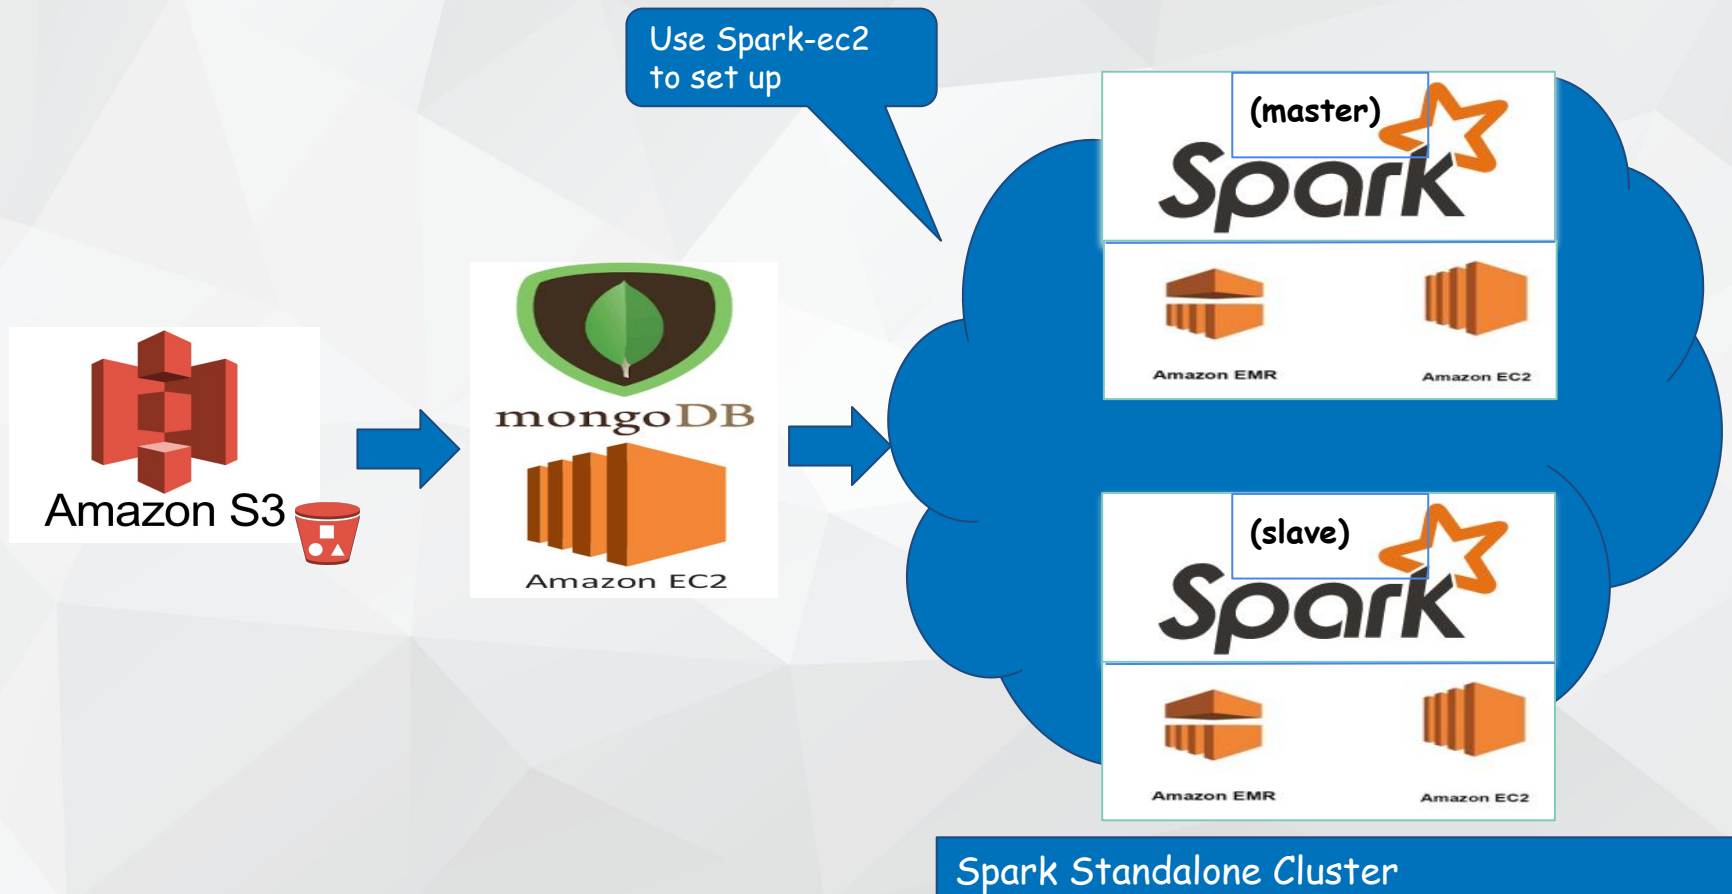 Use Spark-ec2
to set up
(master)
Spark
Amazon EMR
Amazon EC2
mongoDB
Amazon EC2
Amazon S3
(slave)
Spark
Amazon EMR
Amazon EC2
Spark Standalone Cluster